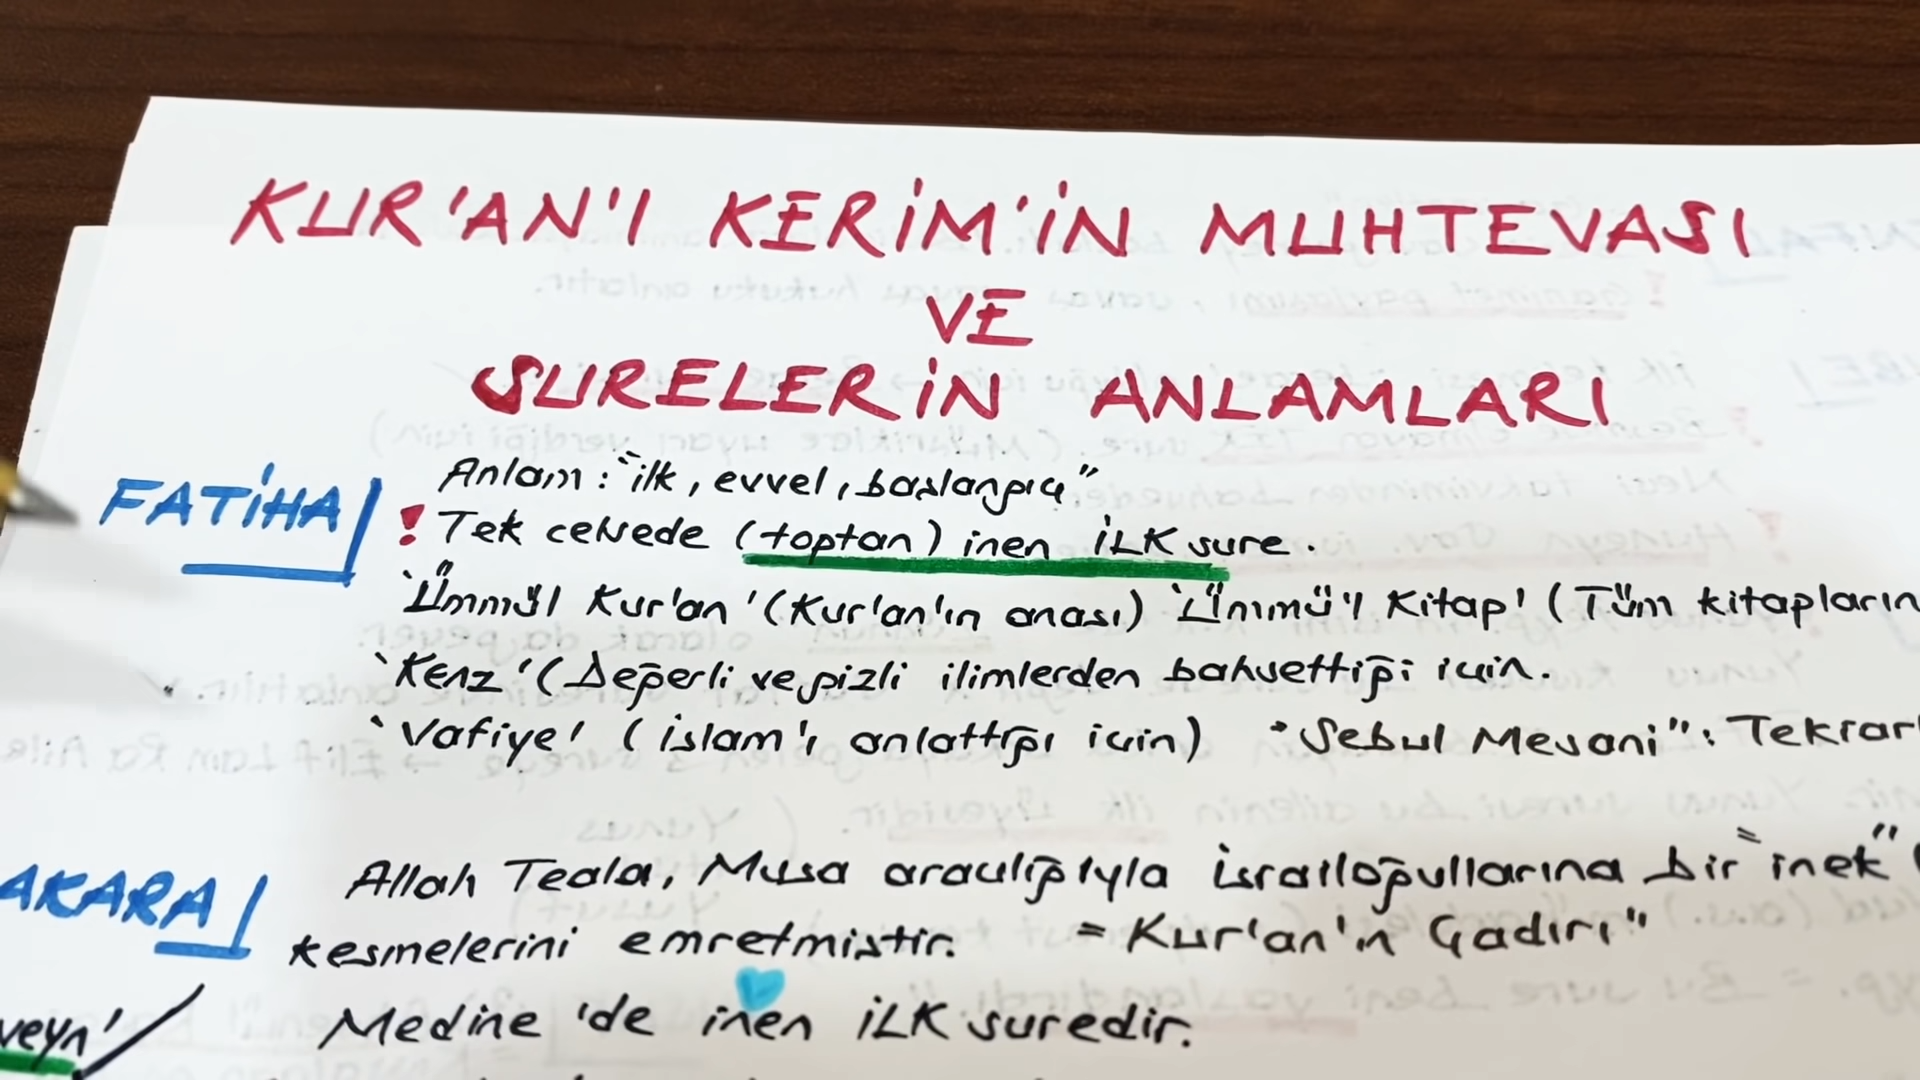 KUR'AN'I KERİM'İN MUHTEVASI
VE
SURELERİN ANLAMLARI
FATİHA Anlam: "ilk, evvel, başlangıç"
! Tek celsede (toptan) inen İLK sure.
'Ümmül Kur'an' (Kur'an'ın anası) 'Ümmü'l Kitap' (Tüm kitapların
'Kenz' (Değerli ve gizli ilimlerden bahsettiği için.
'Vafiye' (İslam'ı anlattığı için) "Sebul Mesani": Tekrar
AKARA Allah Teala, Musa aracılığıyla İsrailoğullarına bir "inek"
kesmelerini emretmiştir. = Kur'an'ın Çadırı"
veyn' Medine'de inen İLK suredir.